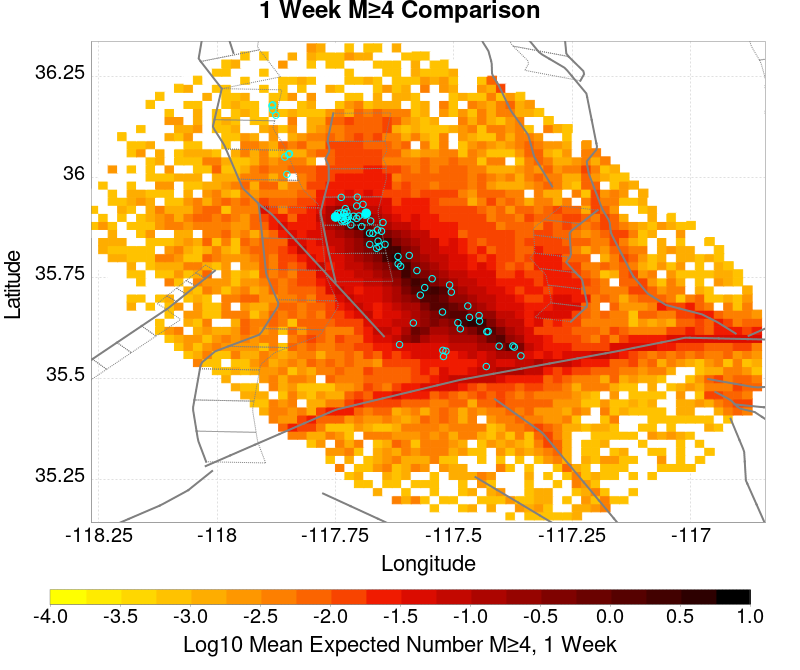 1 Week M≥4 Comparison
36.25
36
35.75
35.5
35.25
Latitude
-118.25 -118 -117.75 -117.5 -117.25 -117
Longitude
-4.0 -3.5 -3.0 -2.5 -2.0 -1.5 -1.0 -0.5 0.0 0.5 1.0
Log10 Mean Expected Number M≥4, 1 Week